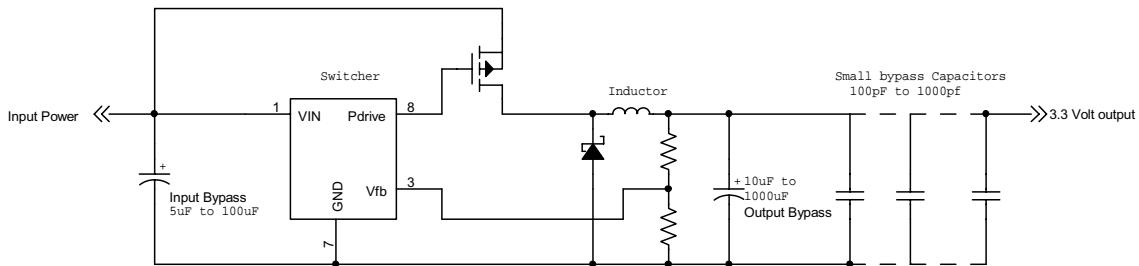 Switcher
Small bypass Capacitors
100pF to 1000pf
Inductor
Input Power
1
VIN
Pdrive
8
3.3 Volt output
+
Input Bypass
5uF to 100uF
GND
7
Vfb
3
+
10uF to
1000uF
Output Bypass